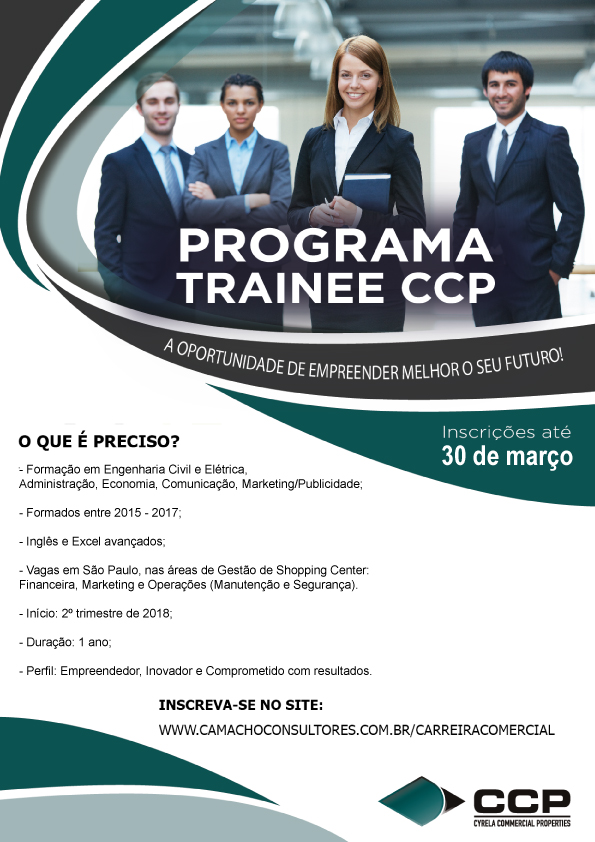 PROGRAMA
TRAINEE CCP
A OPORTUNIDADE DE EMPREENDER MELHOR O SEU FUTURO!
Inscrições até
30 de março
O QUE É PRECISO?
- Formação em Engenharia Civil e Elétrica,
Administração, Economia, Comunicação, Marketing/Publicidade;
- Formados entre 2015 - 2017;
- Inglês e Excel avançados;
- Vagas em São Paulo, nas áreas de Gestão de Shopping Center:
Financeira, Marketing e Operações (Manutenção e Segurança).
- Início: 2º trimestre de 2018;
- Duração: 1 ano;
- Perfil: Empreendedor, Inovador e Comprometido com resultados.
INSCREVA-SE NO SITE:
WWW.CAMACHOCONSULTORES.COM.BR/CARREIRACOMERCIAL
CCP
CYRELA COMMERCIAL PROPERTIES